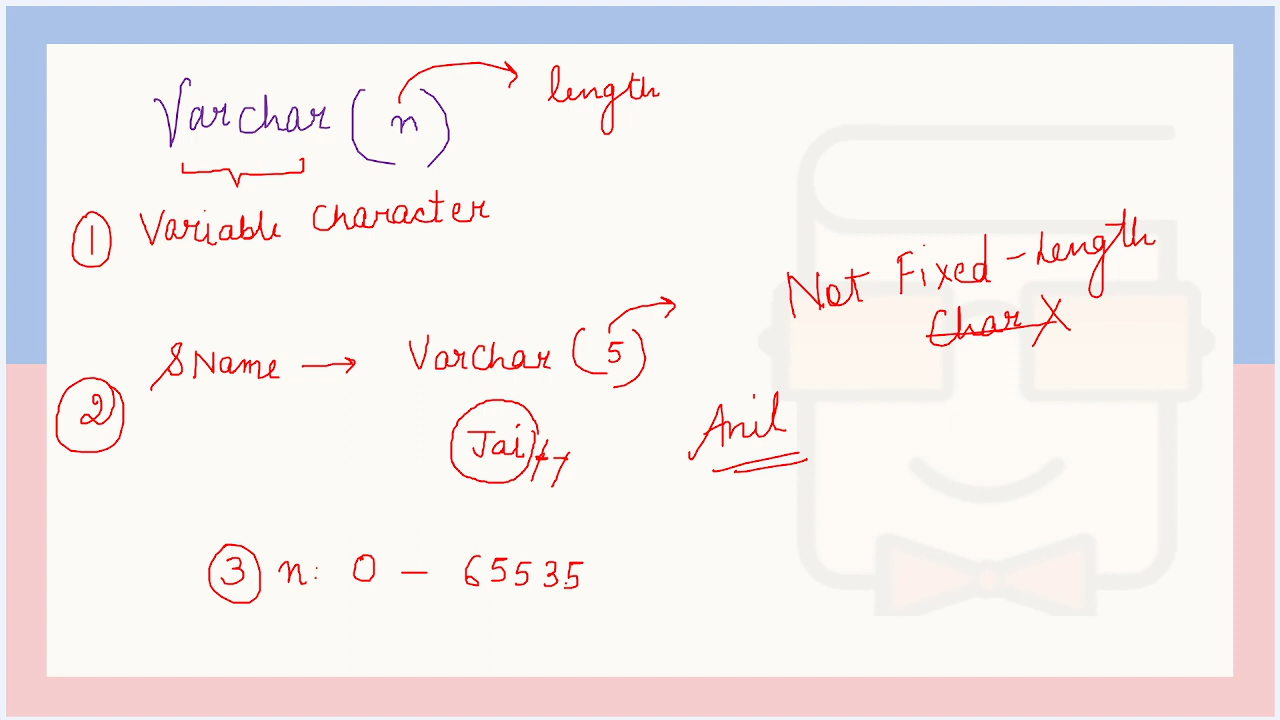 Varchar (n) → length
① Variable Character
Not Fixed-Length
Char X
② SName → Varchar (5)
Jai
Anil
③ n: 0 - 65535